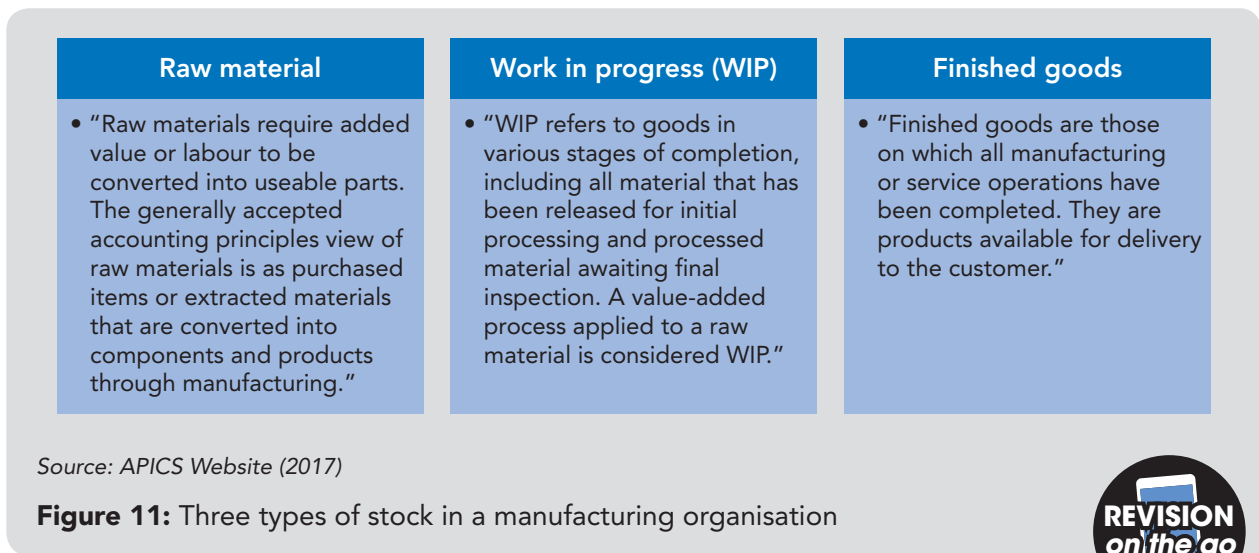 Raw material
• “Raw materials require added
value or labour to be
converted into useable parts.
The generally accepted
accounting principles view of
raw materials is as purchased
items or extracted materials
that are converted into
components and products
through manufacturing.”
Work in progress (WIP)
• “WIP refers to goods in
various stages of completion,
including all material that has
been released for initial
processing and processed
material awaiting final
inspection. A value-added
process applied to a raw
material is considered WIP.”
Finished goods
• “Finished goods are those
on which all manufacturing
or service operations have
been completed. They are
products available for delivery
to the customer.”
Source: APICS Website (2017)
Figure 11: Three types of stock in a manufacturing organisation
REVISION
on the go